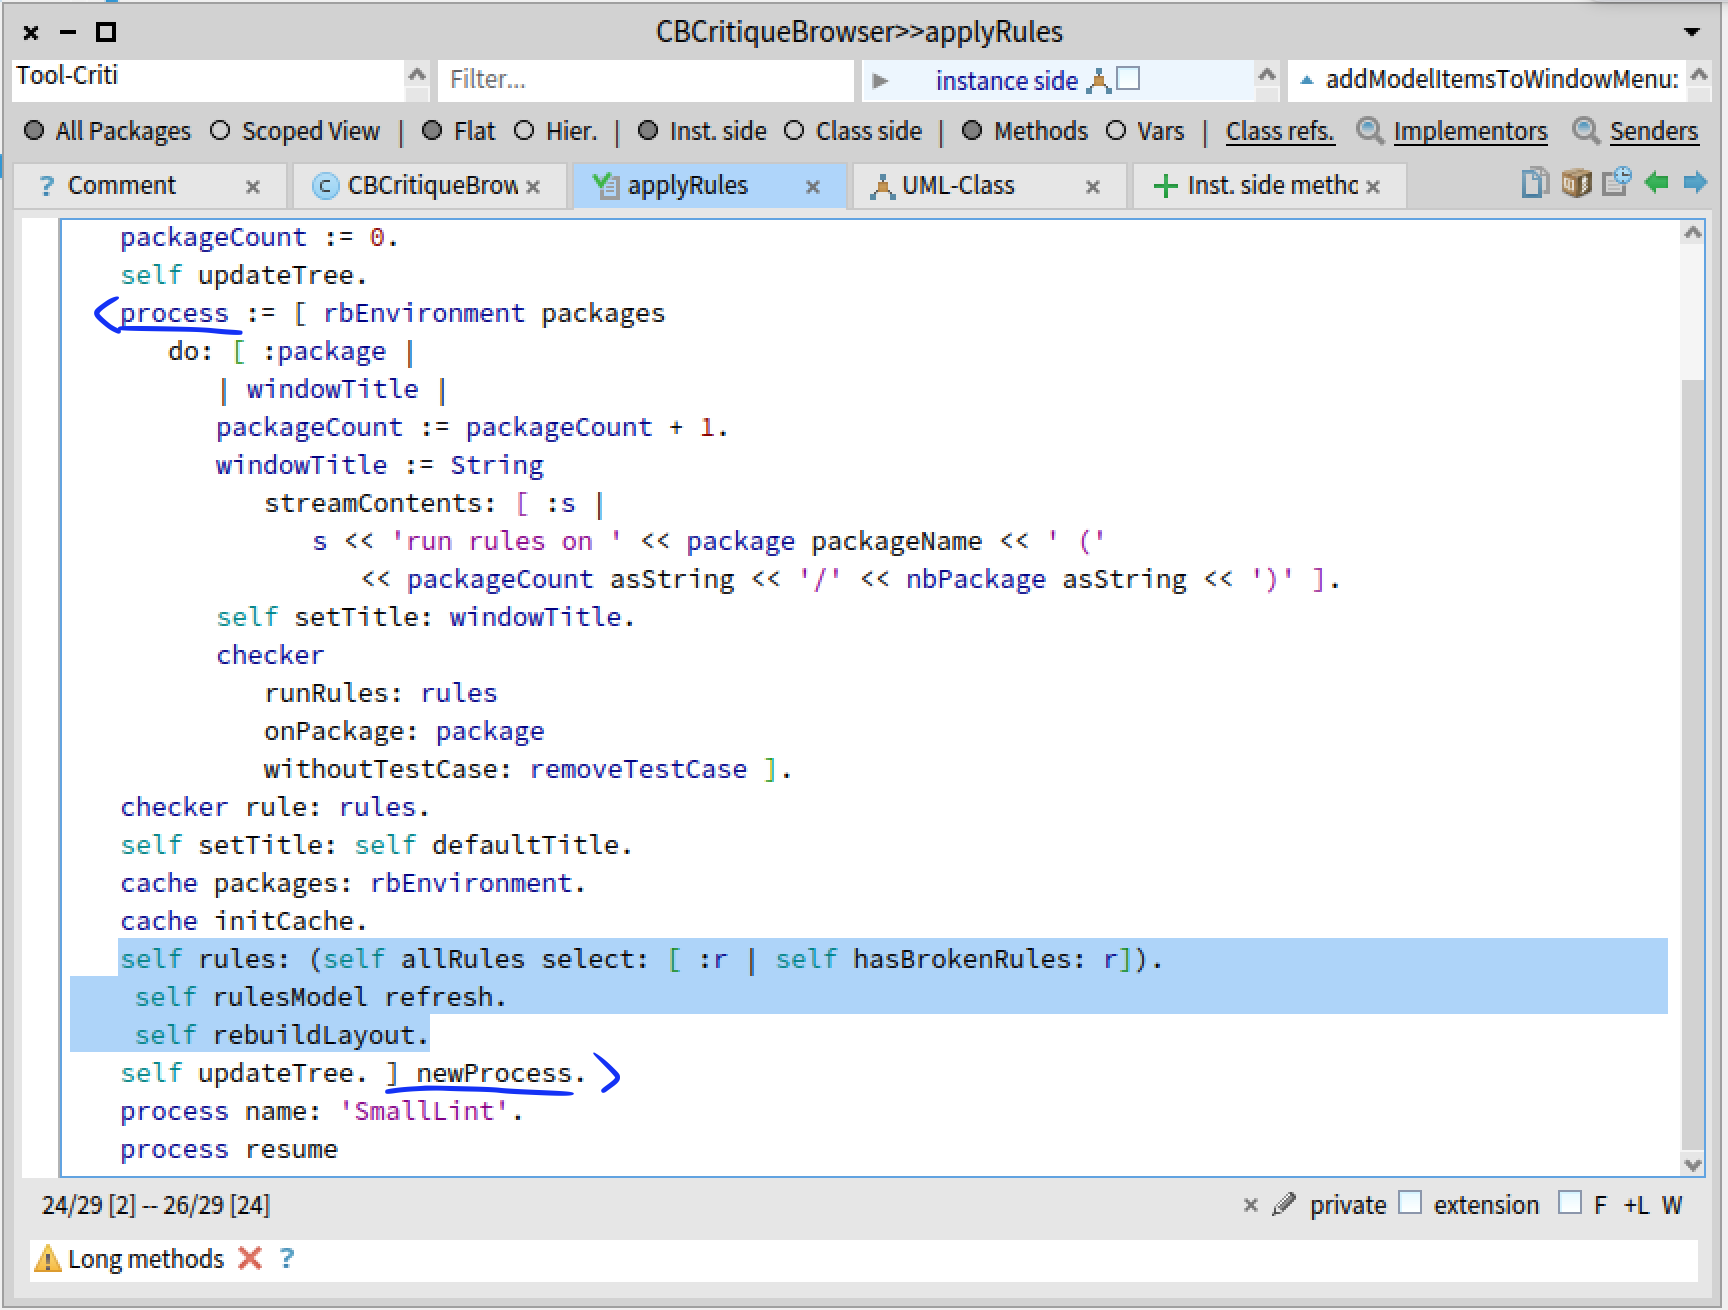 CBCritiqueBrowser>>applyRules
Tool-Criti
Filter...
instance side
addModelItemsToWindowMenu:
All Packages Scoped View | Flat Hier. | Inst. side Class side | Methods Vars | Class refs. Implementors Senders
? Comment
C CBCritiqueBrow
applyRules
UML-Class
Inst. side methc
packageCount := 0.
self updateTree.
process := [ rbEnvironment packages
do: [ :package |
| windowTitle |
packageCount := packageCount + 1.
windowTitle := String
streamContents: [ :s |
s << 'run rules on ' << package packageName << ' ('
<< packageCount asString << '/' << nbPackage asString << ')' ].
self setTitle: windowTitle.
checker
runRules: rules
onPackage: package
withoutTestCase: removeTestCase ].
checker rule: rules.
self setTitle: self defaultTitle.
cache packages: rbEnvironment.
cache initCache.
self rules: (self allRules select: [ :r | self hasBrokenRules: r]).
self rulesModel refresh.
self rebuildLayout.
self updateTree. ] newProcess.
process name: 'SmallLint'.
process resume
24/29 [2] -- 26/29 [24]
private extension F +L W
Long methods ?